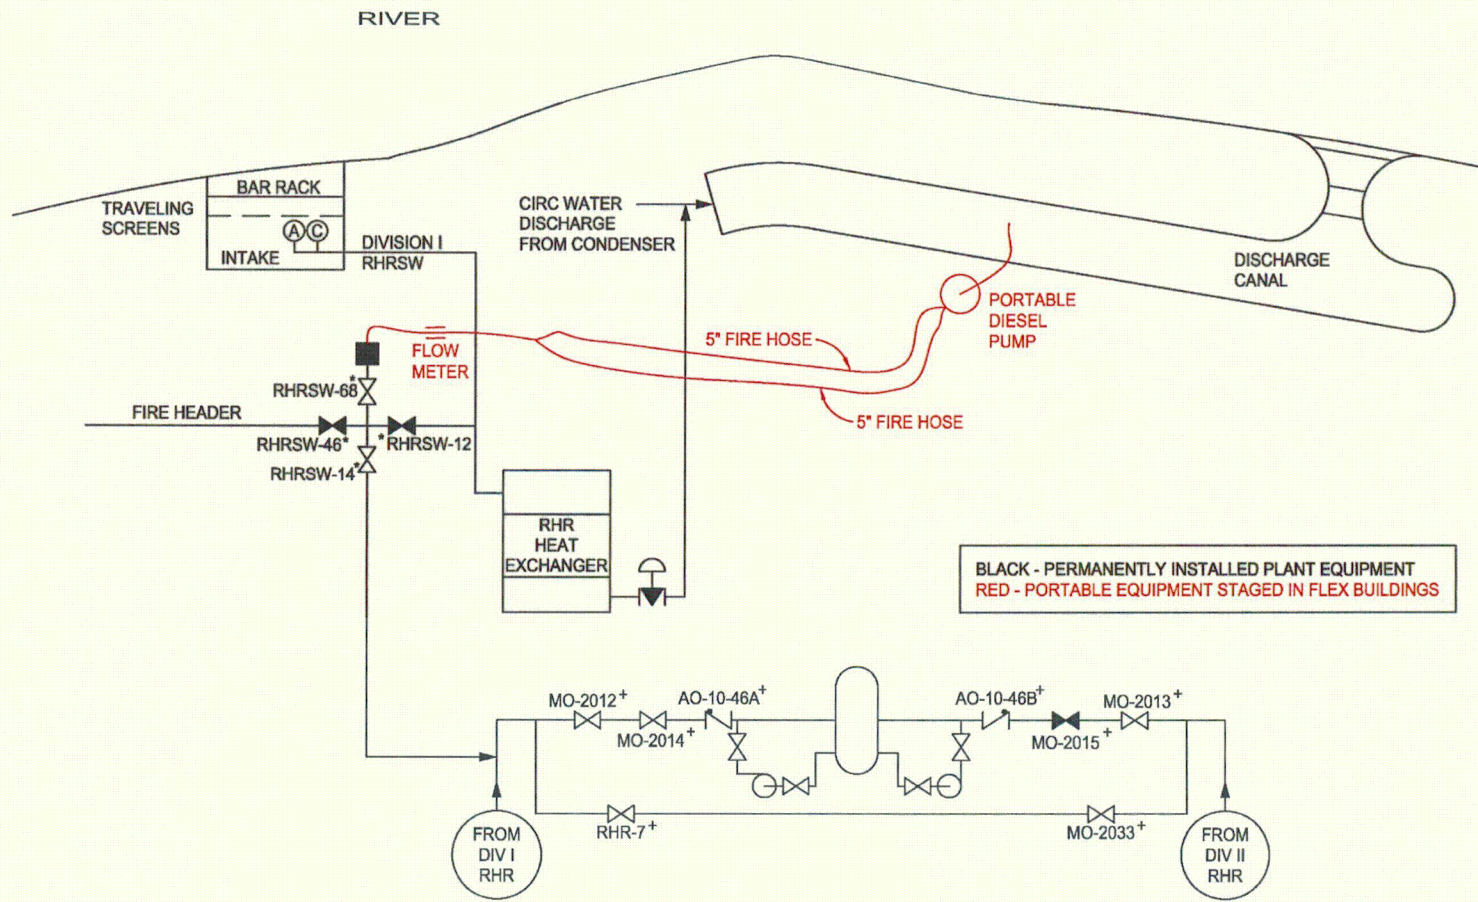 RIVER
BAR RACK
TRAVELING
SCREENS
A C
INTAKE
DIVISION I
RHRSW
CIRC WATER
DISCHARGE
FROM CONDENSER
DISCHARGE
CANAL
PORTABLE
DIESEL
PUMP
5" FIRE HOSE
FLOW
METER
5" FIRE HOSE
RHRSW-68*
FIRE HEADER
RHRSW-46*
*RHRSW-12
RHRSW-14*
RHR
HEAT
EXCHANGER
BLACK - PERMANENTLY INSTALLED PLANT EQUIPMENT
RED - PORTABLE EQUIPMENT STAGED IN FLEX BUILDINGS
MO-2012+
AO-10-46A+
AO-10-46B+
MO-2013+
MO-2014+
MO-2015+
RHR-7+
MO-2033+
FROM
DIV I
RHR
FROM
DIV II
RHR